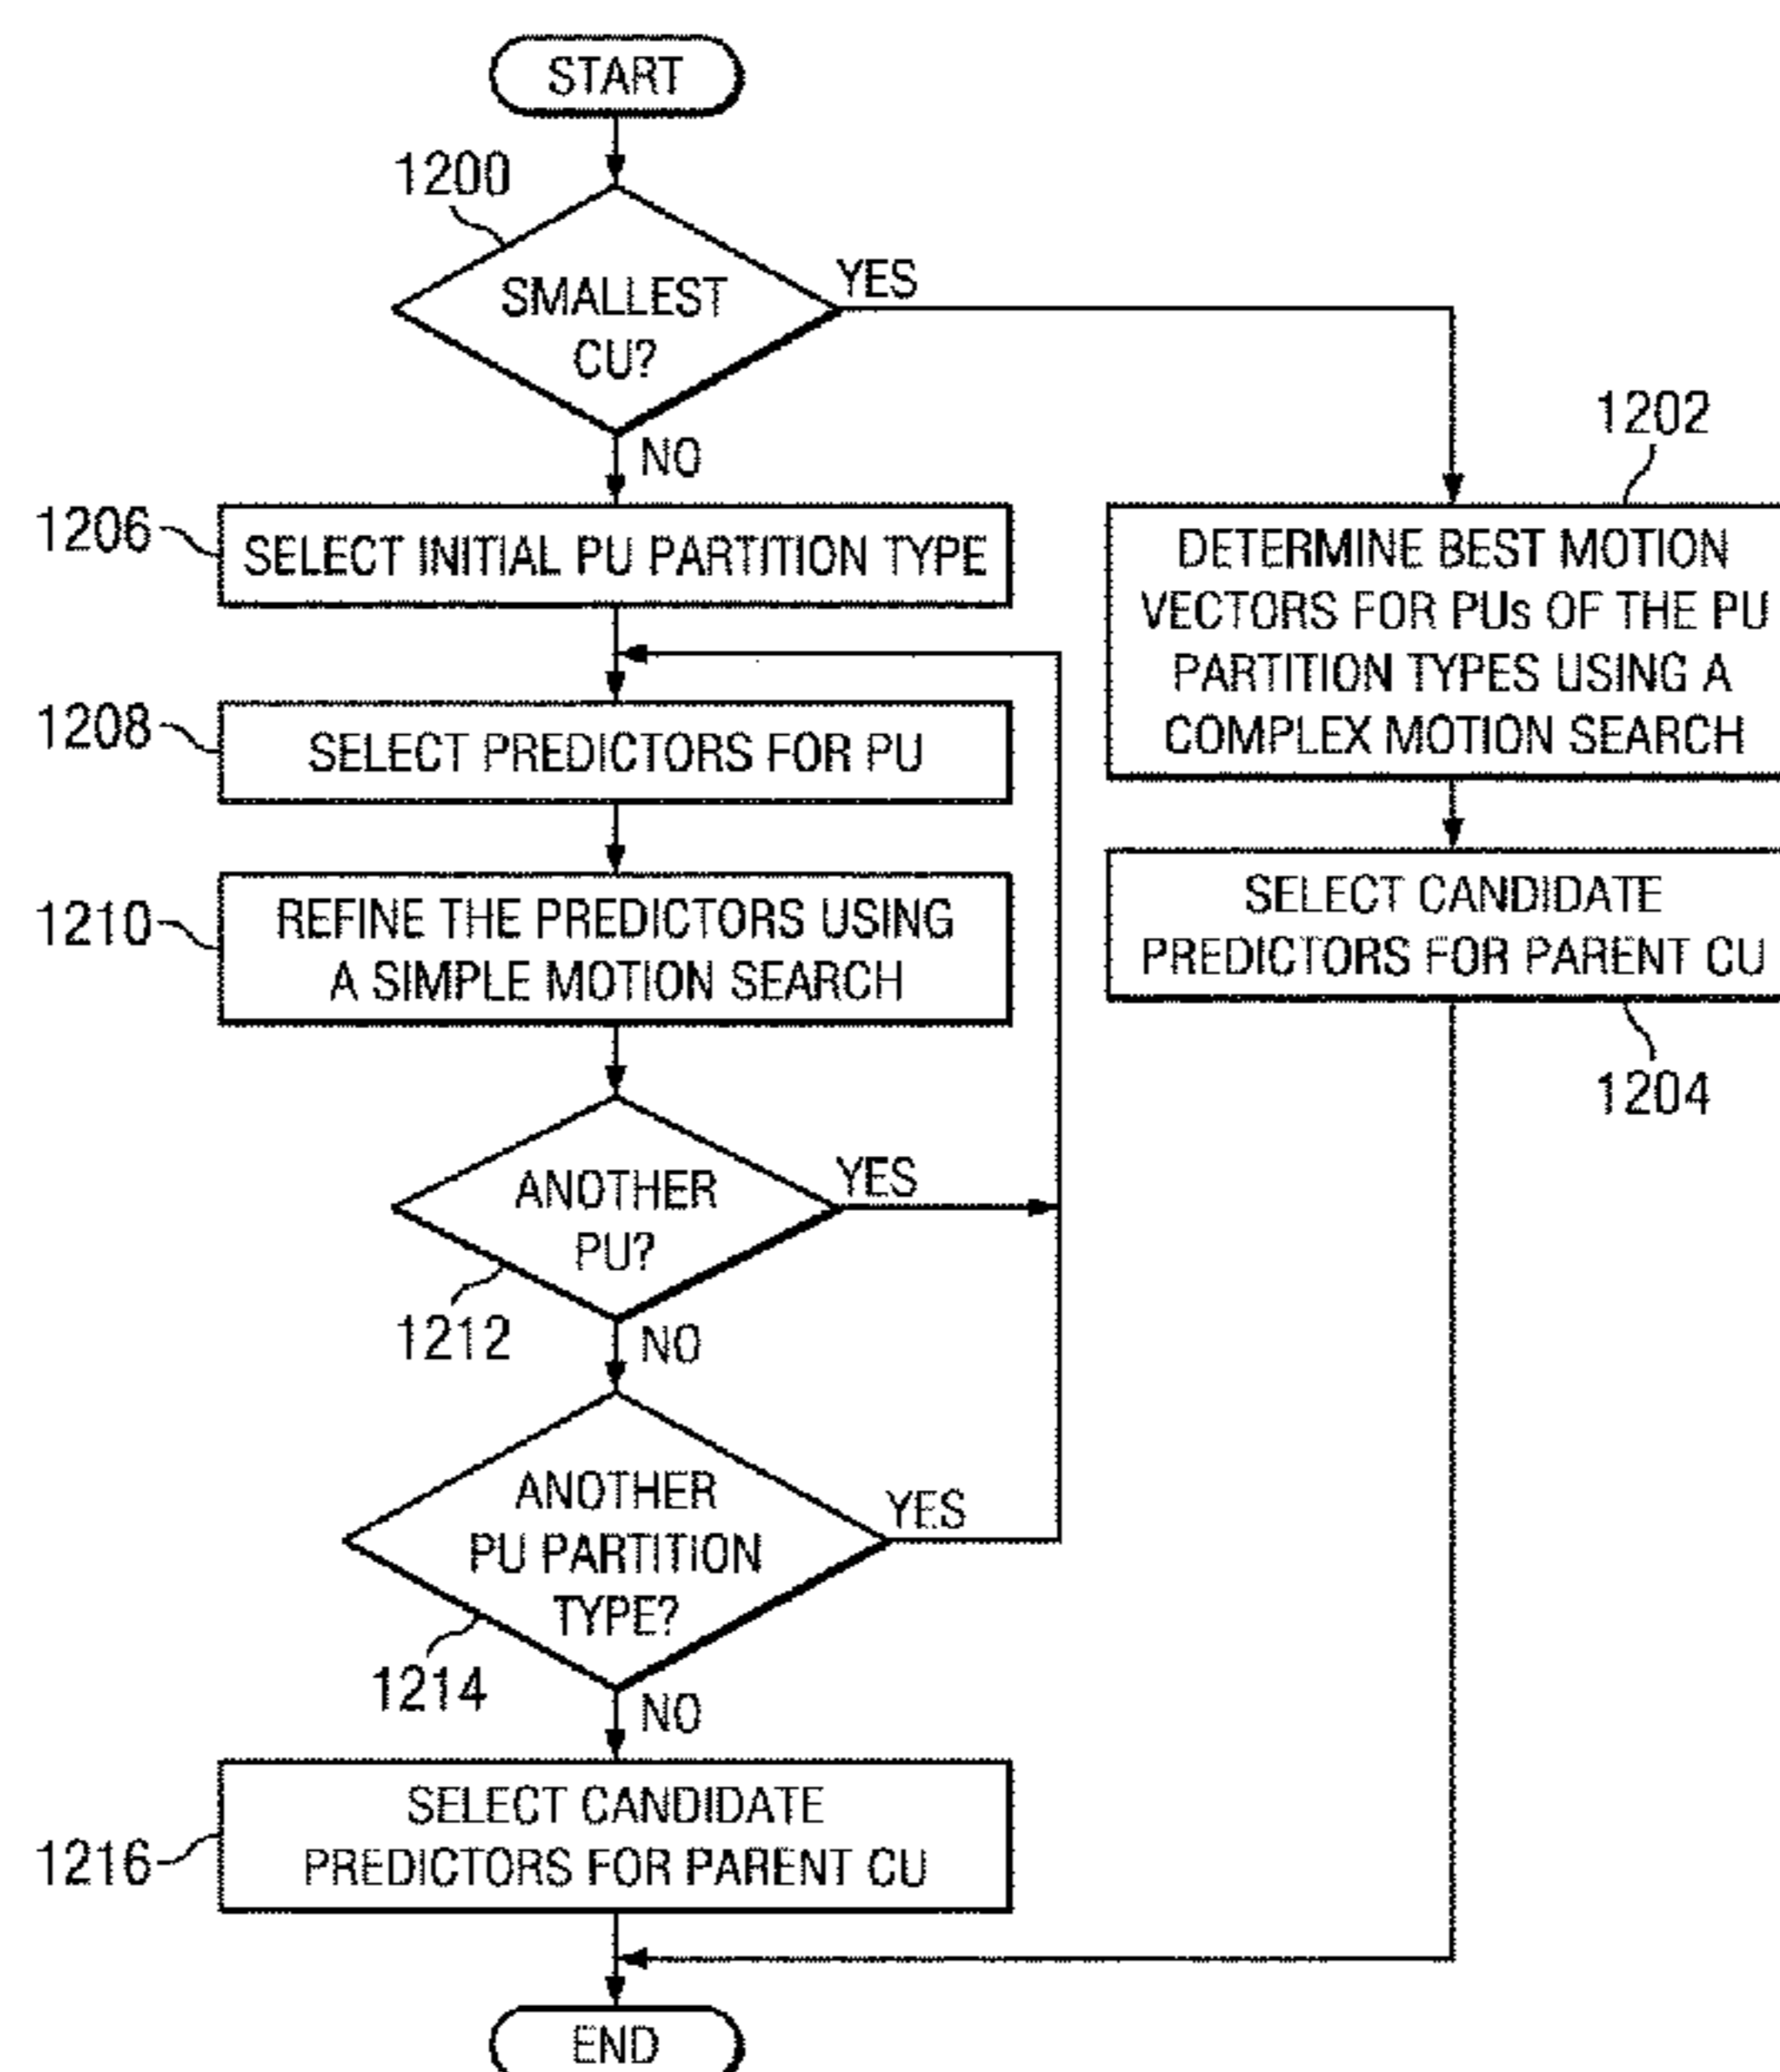 START
1200
SMALLEST
CU?
YES
NO
1202
DETERMINE BEST MOTION
VECTORS FOR PUs OF THE PU
PARTITION TYPES USING A
COMPLEX MOTION SEARCH
SELECT CANDIDATE
PREDICTORS FOR PARENT CU
1204
1206
SELECT INITIAL PU PARTITION TYPE
1208
SELECT PREDICTORS FOR PU
1210
REFINE THE PREDICTORS USING
A SIMPLE MOTION SEARCH
ANOTHER
PU?
YES
1212
NO
ANOTHER
PU PARTITION
TYPE?
YES
1214
NO
1216
SELECT CANDIDATE
PREDICTORS FOR PARENT CU
END